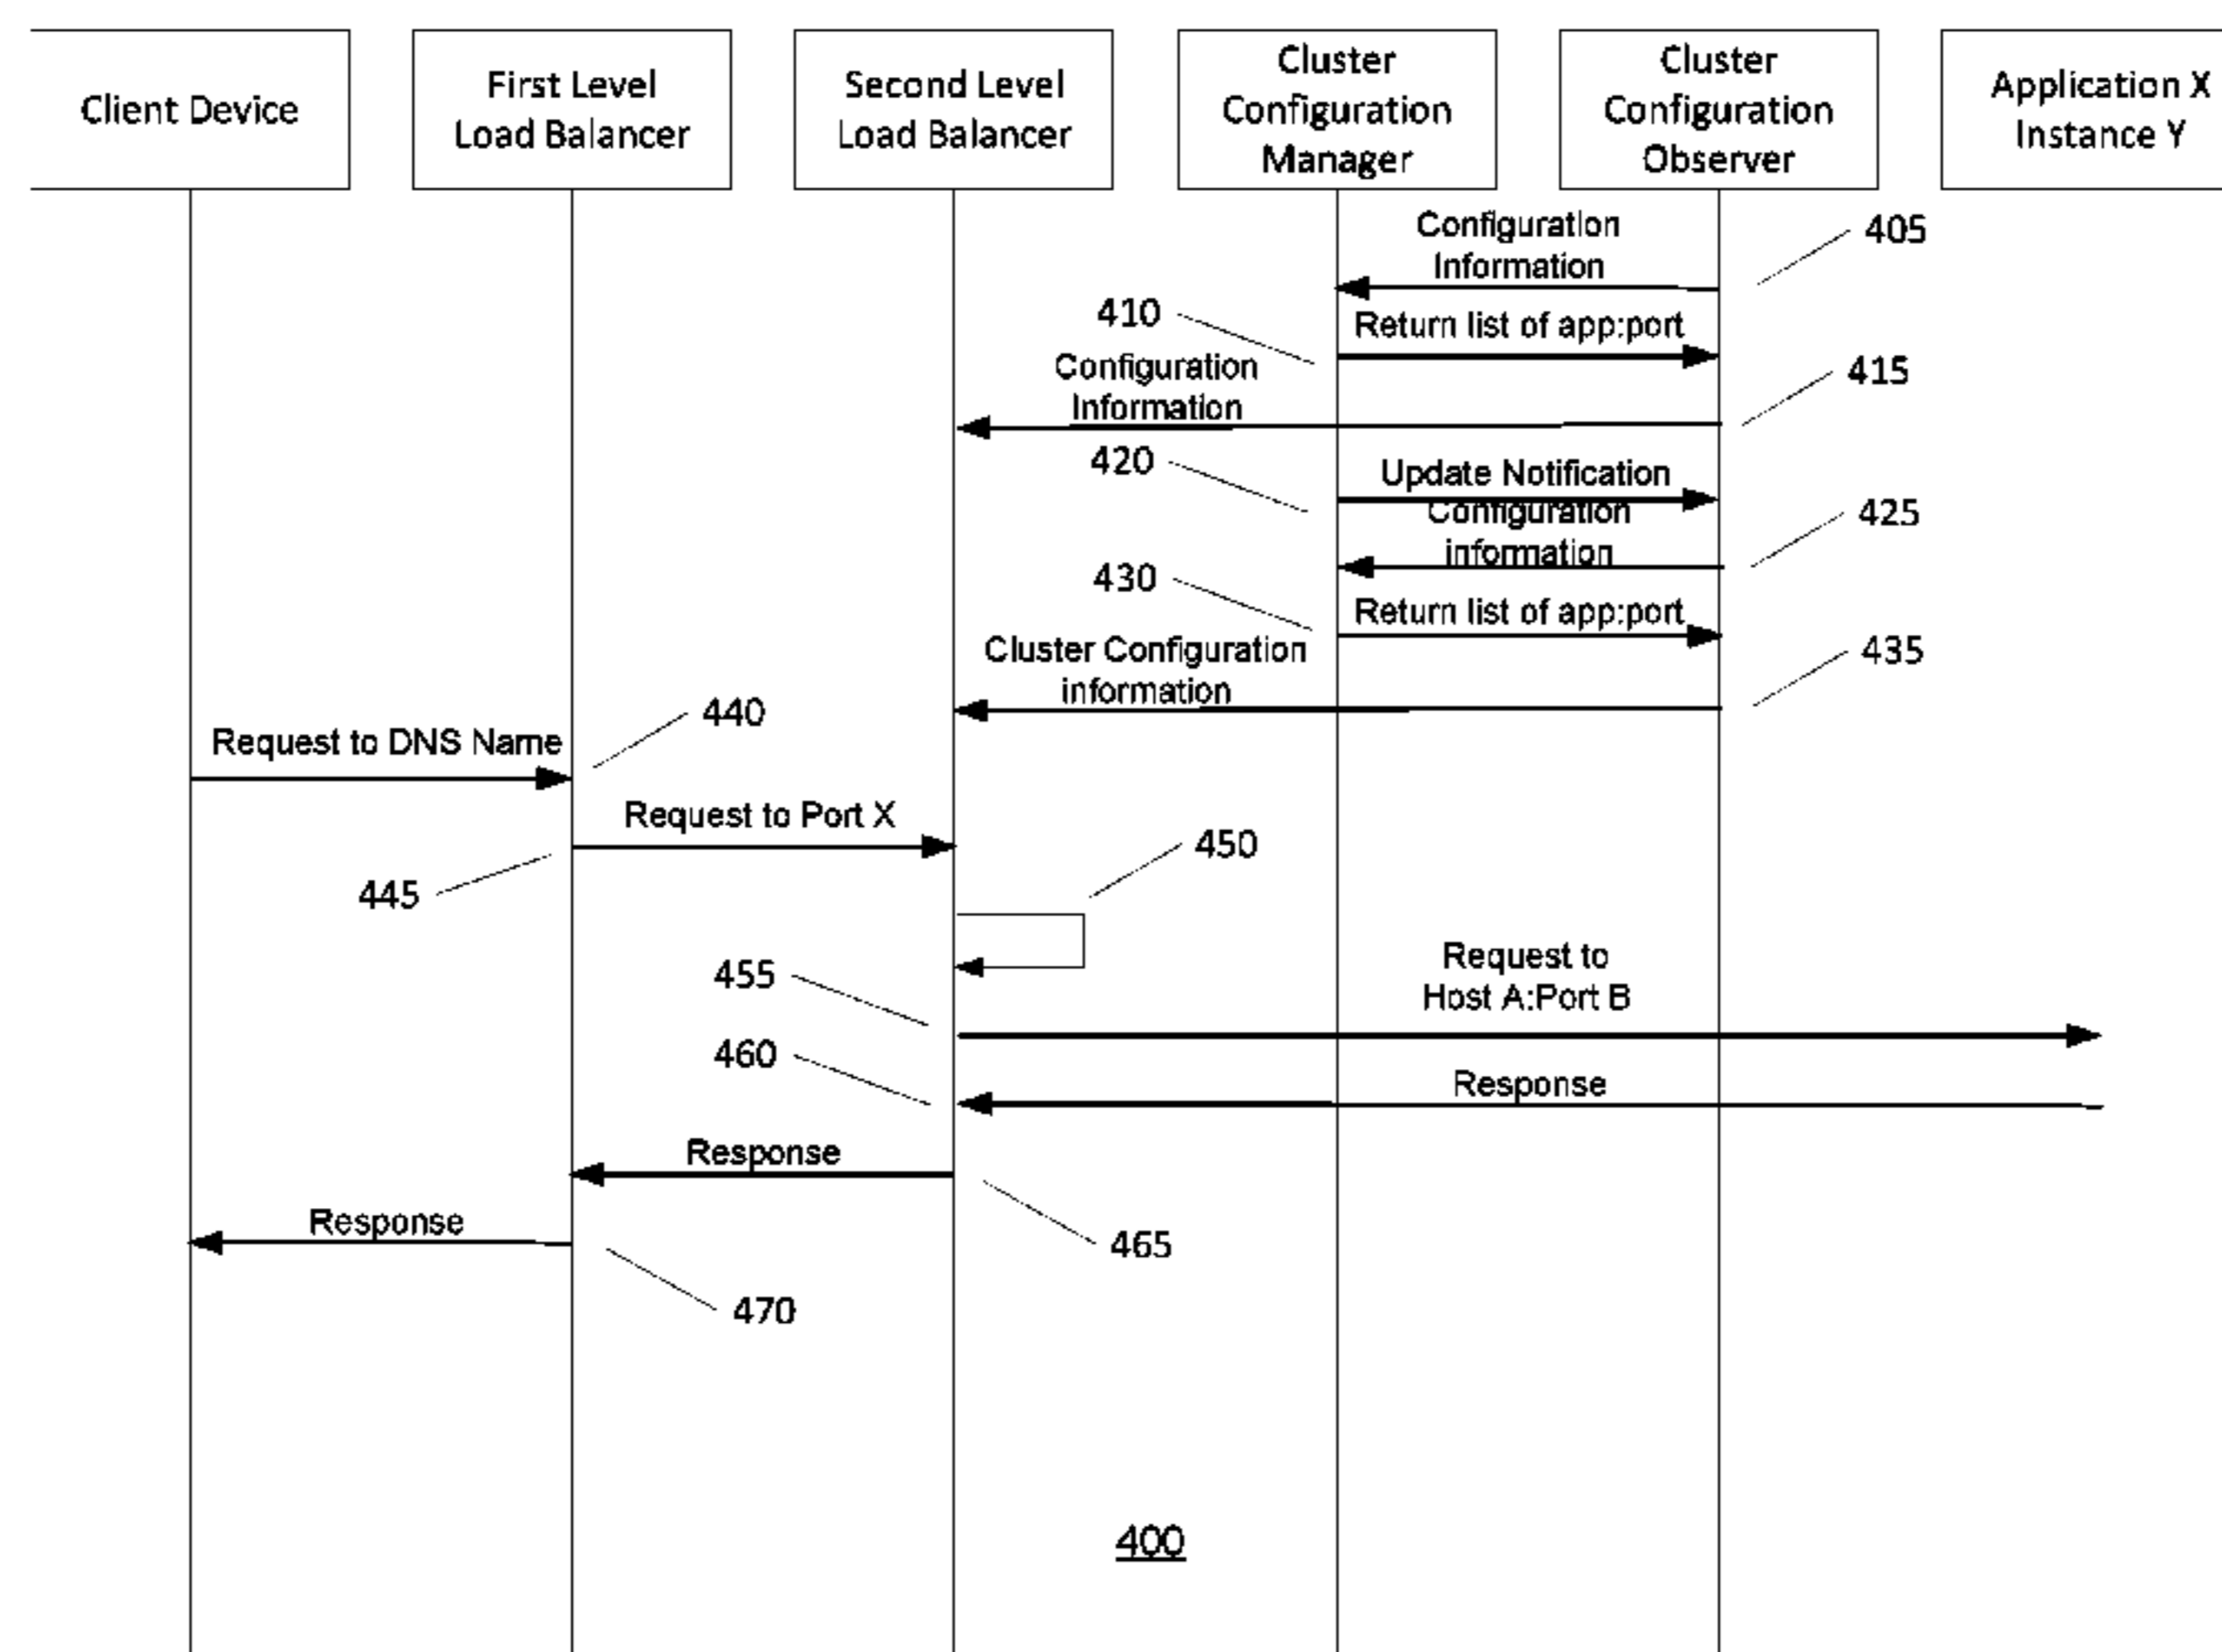 Client Device
First Level
Load Balancer
Second Level
Load Balancer
Cluster
Configuration
Manager
Cluster
Configuration
Observer
Application X
Instance Y
Configuration
Information
405
410
Return list of app:port
Configuration
Information
415
420
Update Notification
Configuration
information
425
430
Return list of app:port
Cluster Configuration
information
435
440
Request to DNS Name
Request to Port X
445
450
455
Request to
Host A:Port B
460
Response
Response
465
Response
470
400